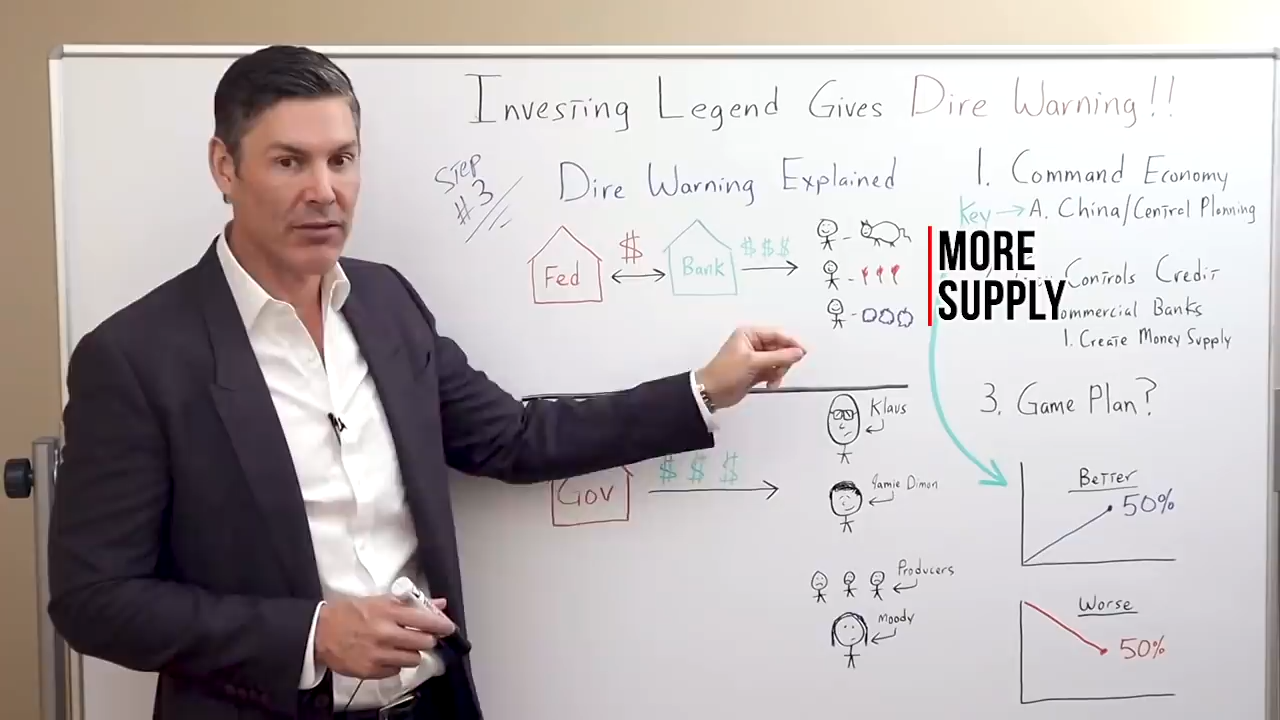 Investing Legend Gives Dire Warning!!
Step
#3
Dire Warning Explained
Fed
$
Bank
$ $ $
1. Command Economy
Key → A. China/Central Planning
MORE
SUPPLY
Controls Credit
Commercial Banks
1. Create Money Supply
3. Game Plan?
Klaus
Gov
$ $ $
Jamie Dimon
Producers
Moody
Better
50%
Worse
50%